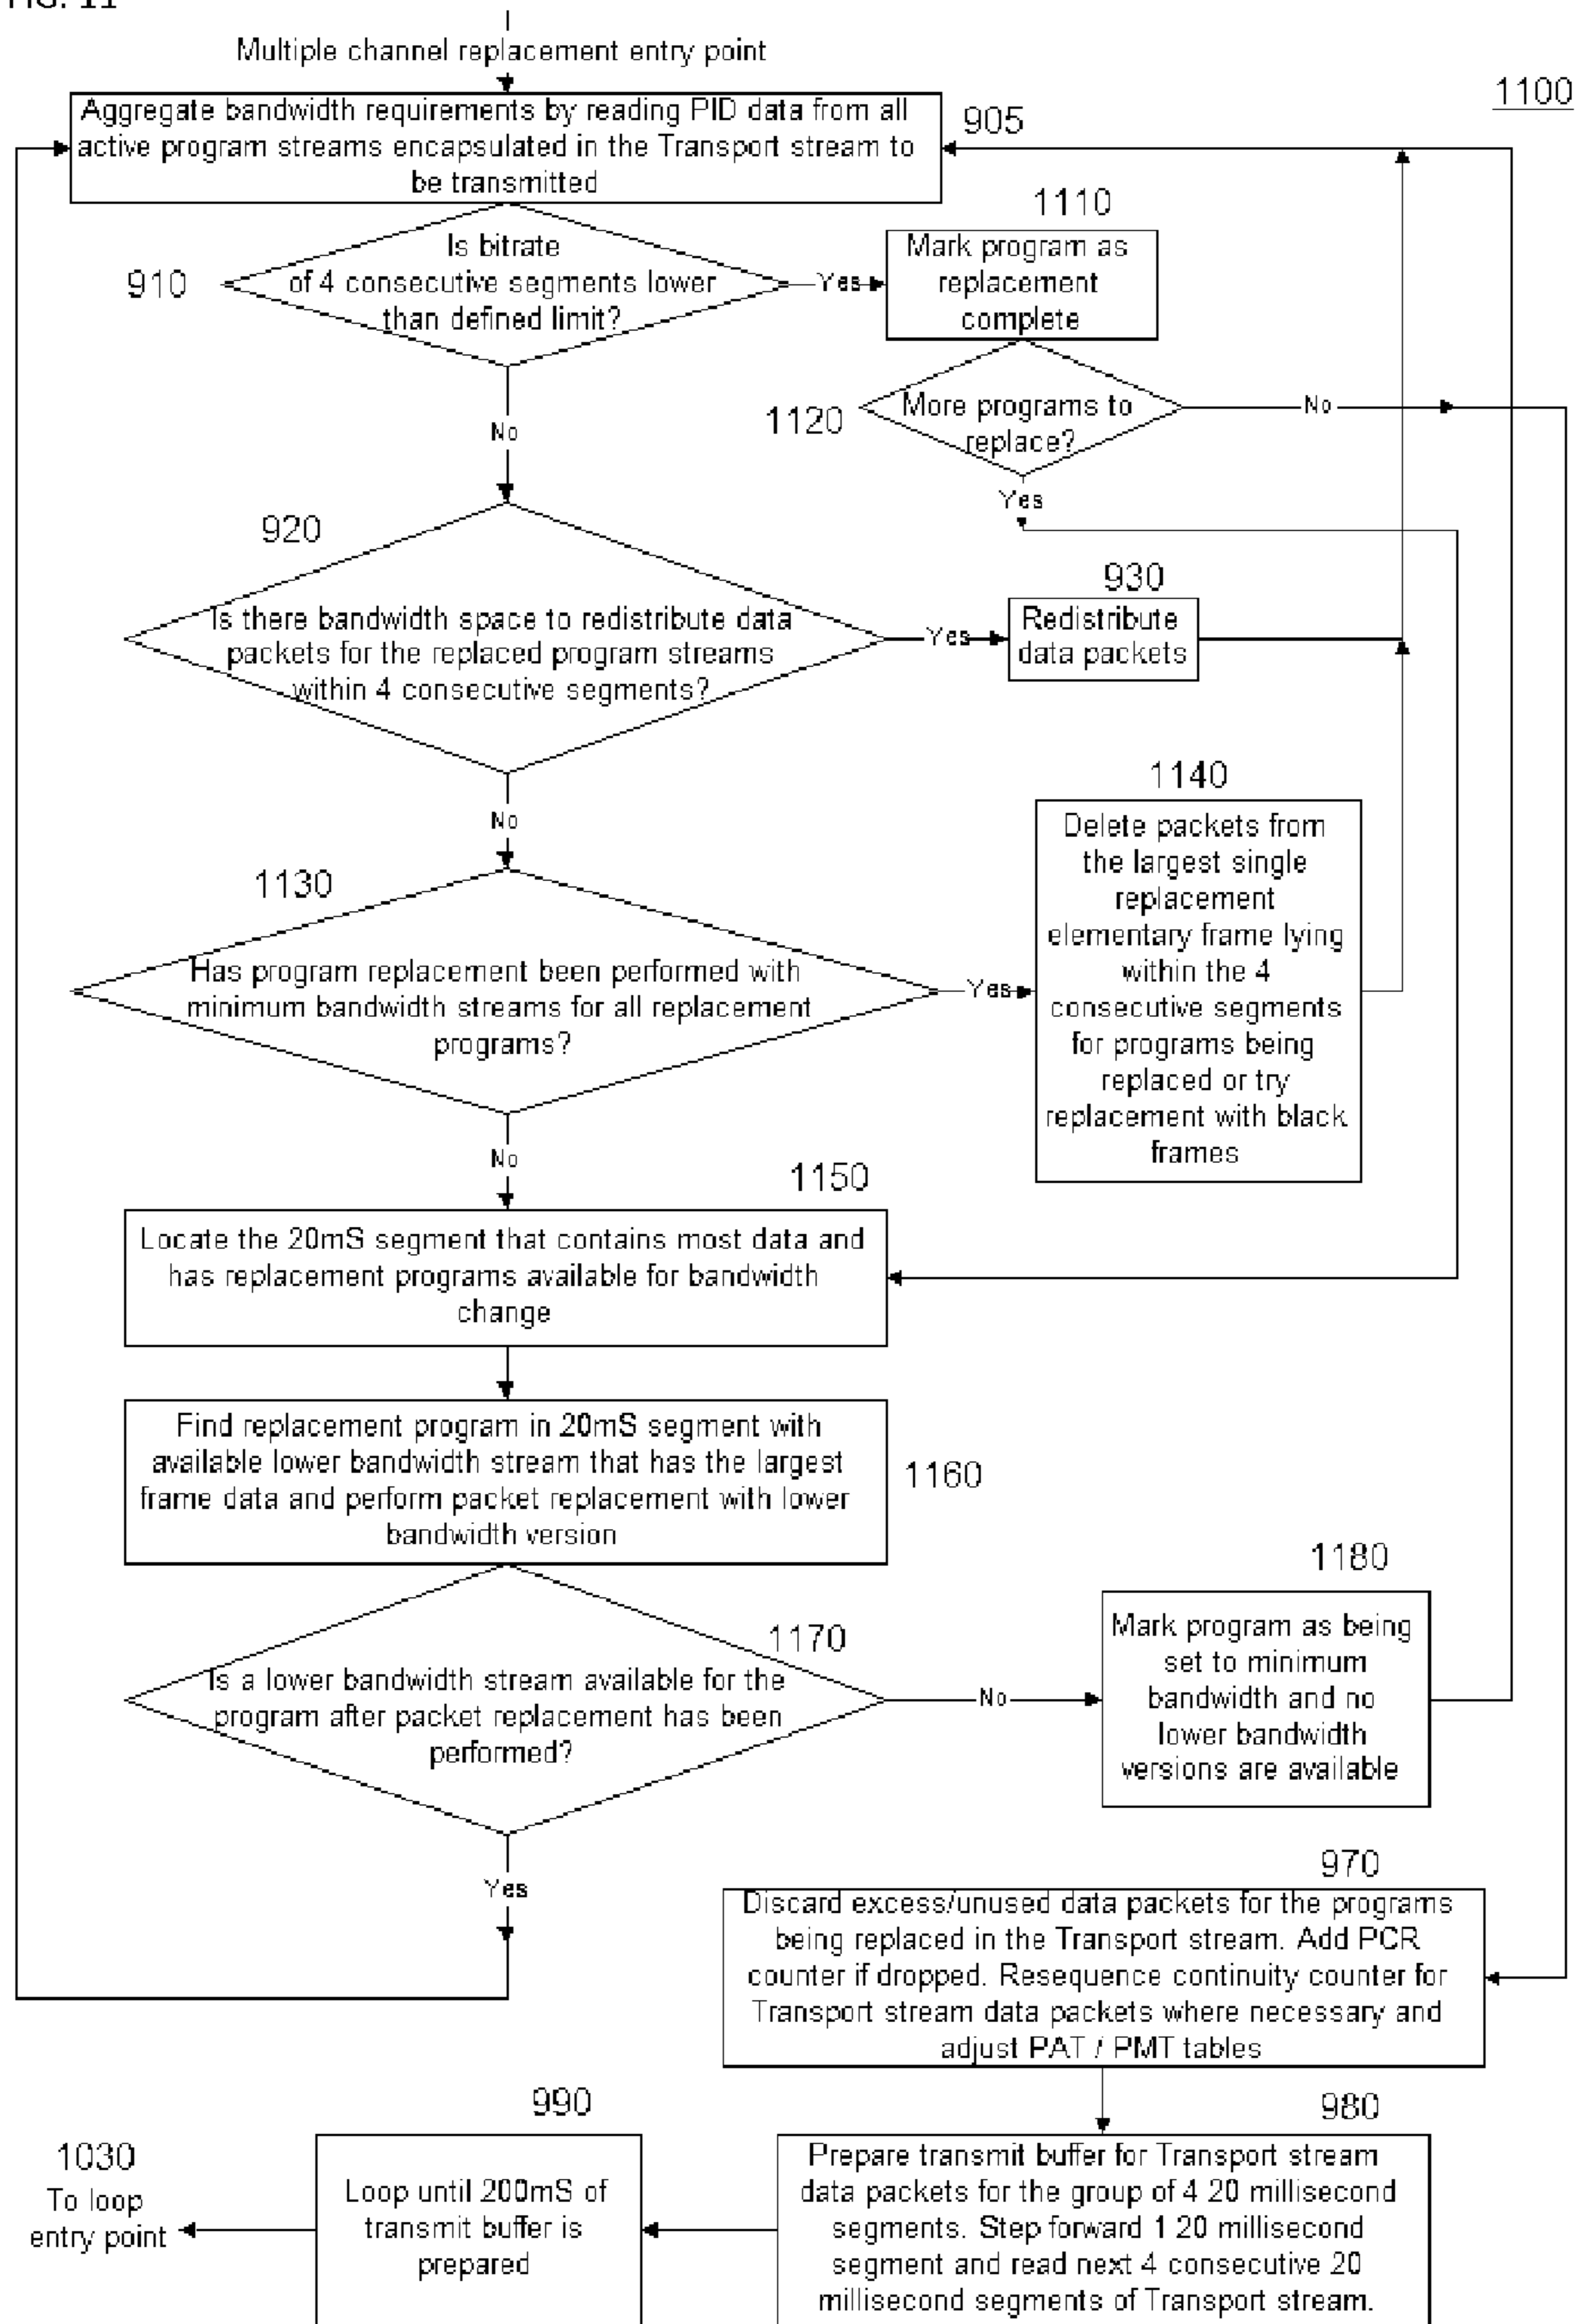 FIG. 11
Multiple channel replacement entry point
1100
Aggregate bandwidth requirements by reading PID data from all
active program streams encapsulated in the Transport stream to
be transmitted
905
1110
Is bitrate
of 4 consecutive segments lower
than defined limit?
910
Yes
Mark program as
replacement
complete
More programs to
replace?
1120
No
No
Yes
920
930
Is there bandwidth space to redistribute data
packets for the replaced program streams
within 4 consecutive segments?
Yes
Redistribute
data packets
No
1140
1130
Delete packets from
the largest single
replacement
elementary frame lying
within the 4
consecutive segments
for programs being
replaced or try
replacement with black
frames
Has program replacement been performed with
minimum bandwidth streams for all replacement
programs?
Yes
No
1150
Locate the 20mS segment that contains most data and
has replacement programs available for bandwidth
change
Find replacement program in 20mS segment with
available lower bandwidth stream that has the largest
frame data and perform packet replacement with lower
bandwidth version
1160
1180
1170
Is a lower bandwidth stream available for the
program after packet replacement has been
performed?
No
Mark program as being
set to minimum
bandwidth and no
lower bandwidth
versions are available
Yes
970
Discard excess/unused data packets for the programs
being replaced in the Transport stream. Add PCR
counter if dropped. Resequence continuity counter for
Transport stream data packets where necessary and
adjust PAT / PMT tables
990
980
1030
To loop
entry point
Loop until 200mS of
transmit buffer is
prepared
Prepare transmit buffer for Transport stream
data packets for the group of 4 20 millisecond
segments. Step forward 1 20 millisecond
segment and read next 4 consecutive 20
millisecond segments of Transport stream.